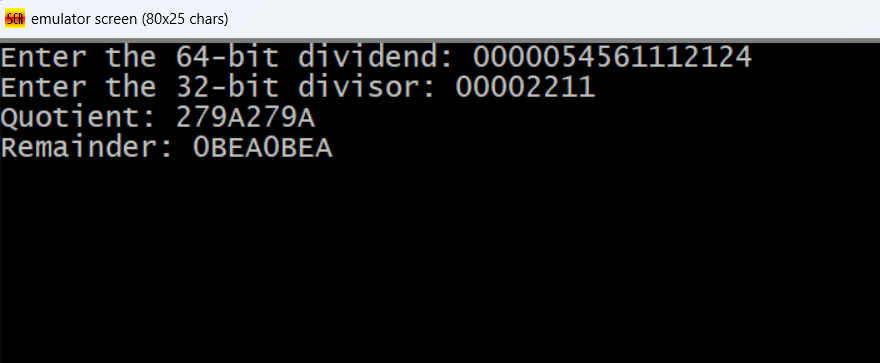 SCR emulator screen (80x25 chars)
Enter the 64-bit dividend: 0000054561112124
Enter the 32-bit divisor: 00002211
Quotient: 279A279A
Remainder: 0BEA0BEA